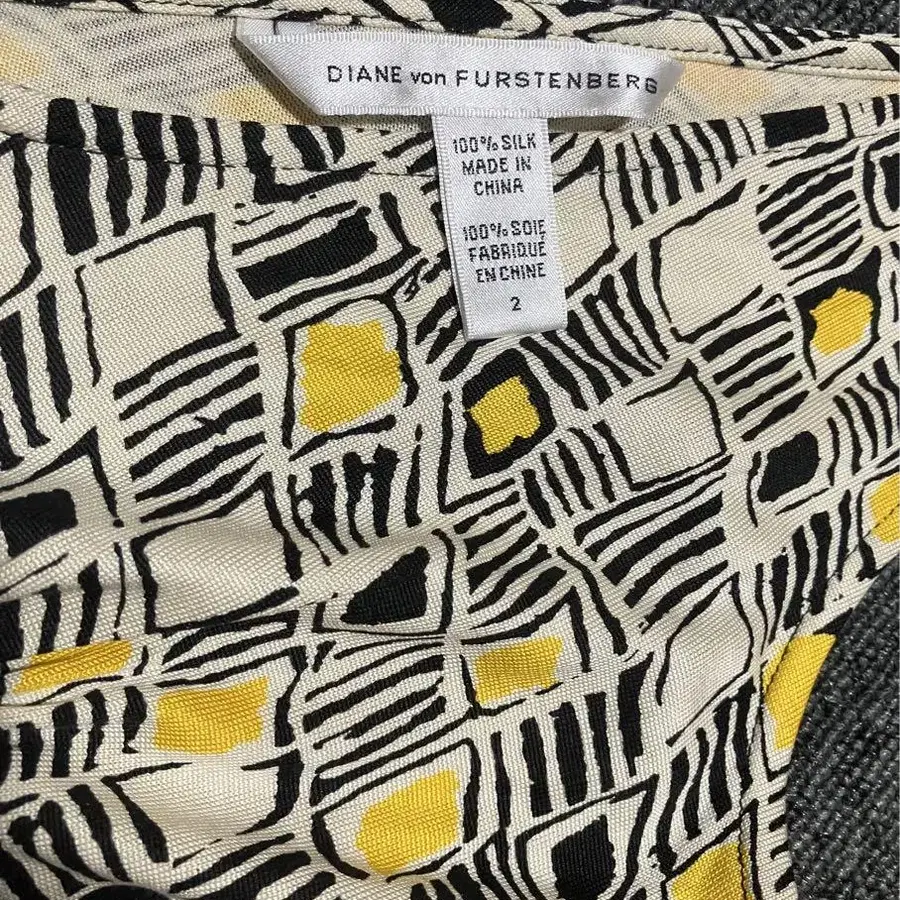 DIANE von FURSTENBERG
100% SILK
MADE IN
CHINA
100% SOIE
FABRIQUÉ
EN CHINE
2